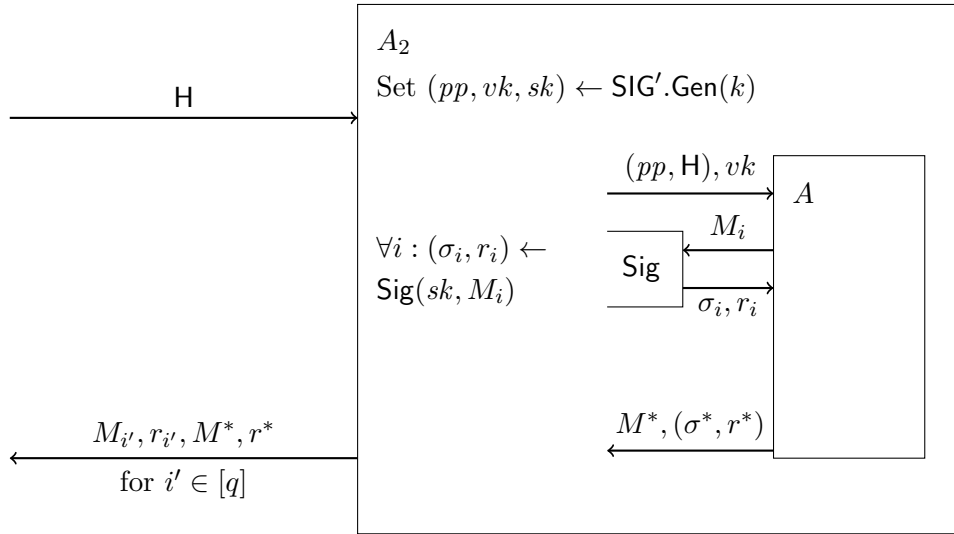 A₂
Set (pp, vk, sk) ← SIG′.Gen(k)
H
(pp, H), vk
A
M_i
∀i : (σ_i, r_i) ←
Sig(sk, M_i)
Sig
σ_i, r_i
M_{i′}, r_{i′}, M*, r*
for i′ ∈ [q]
M*, (σ*, r*)